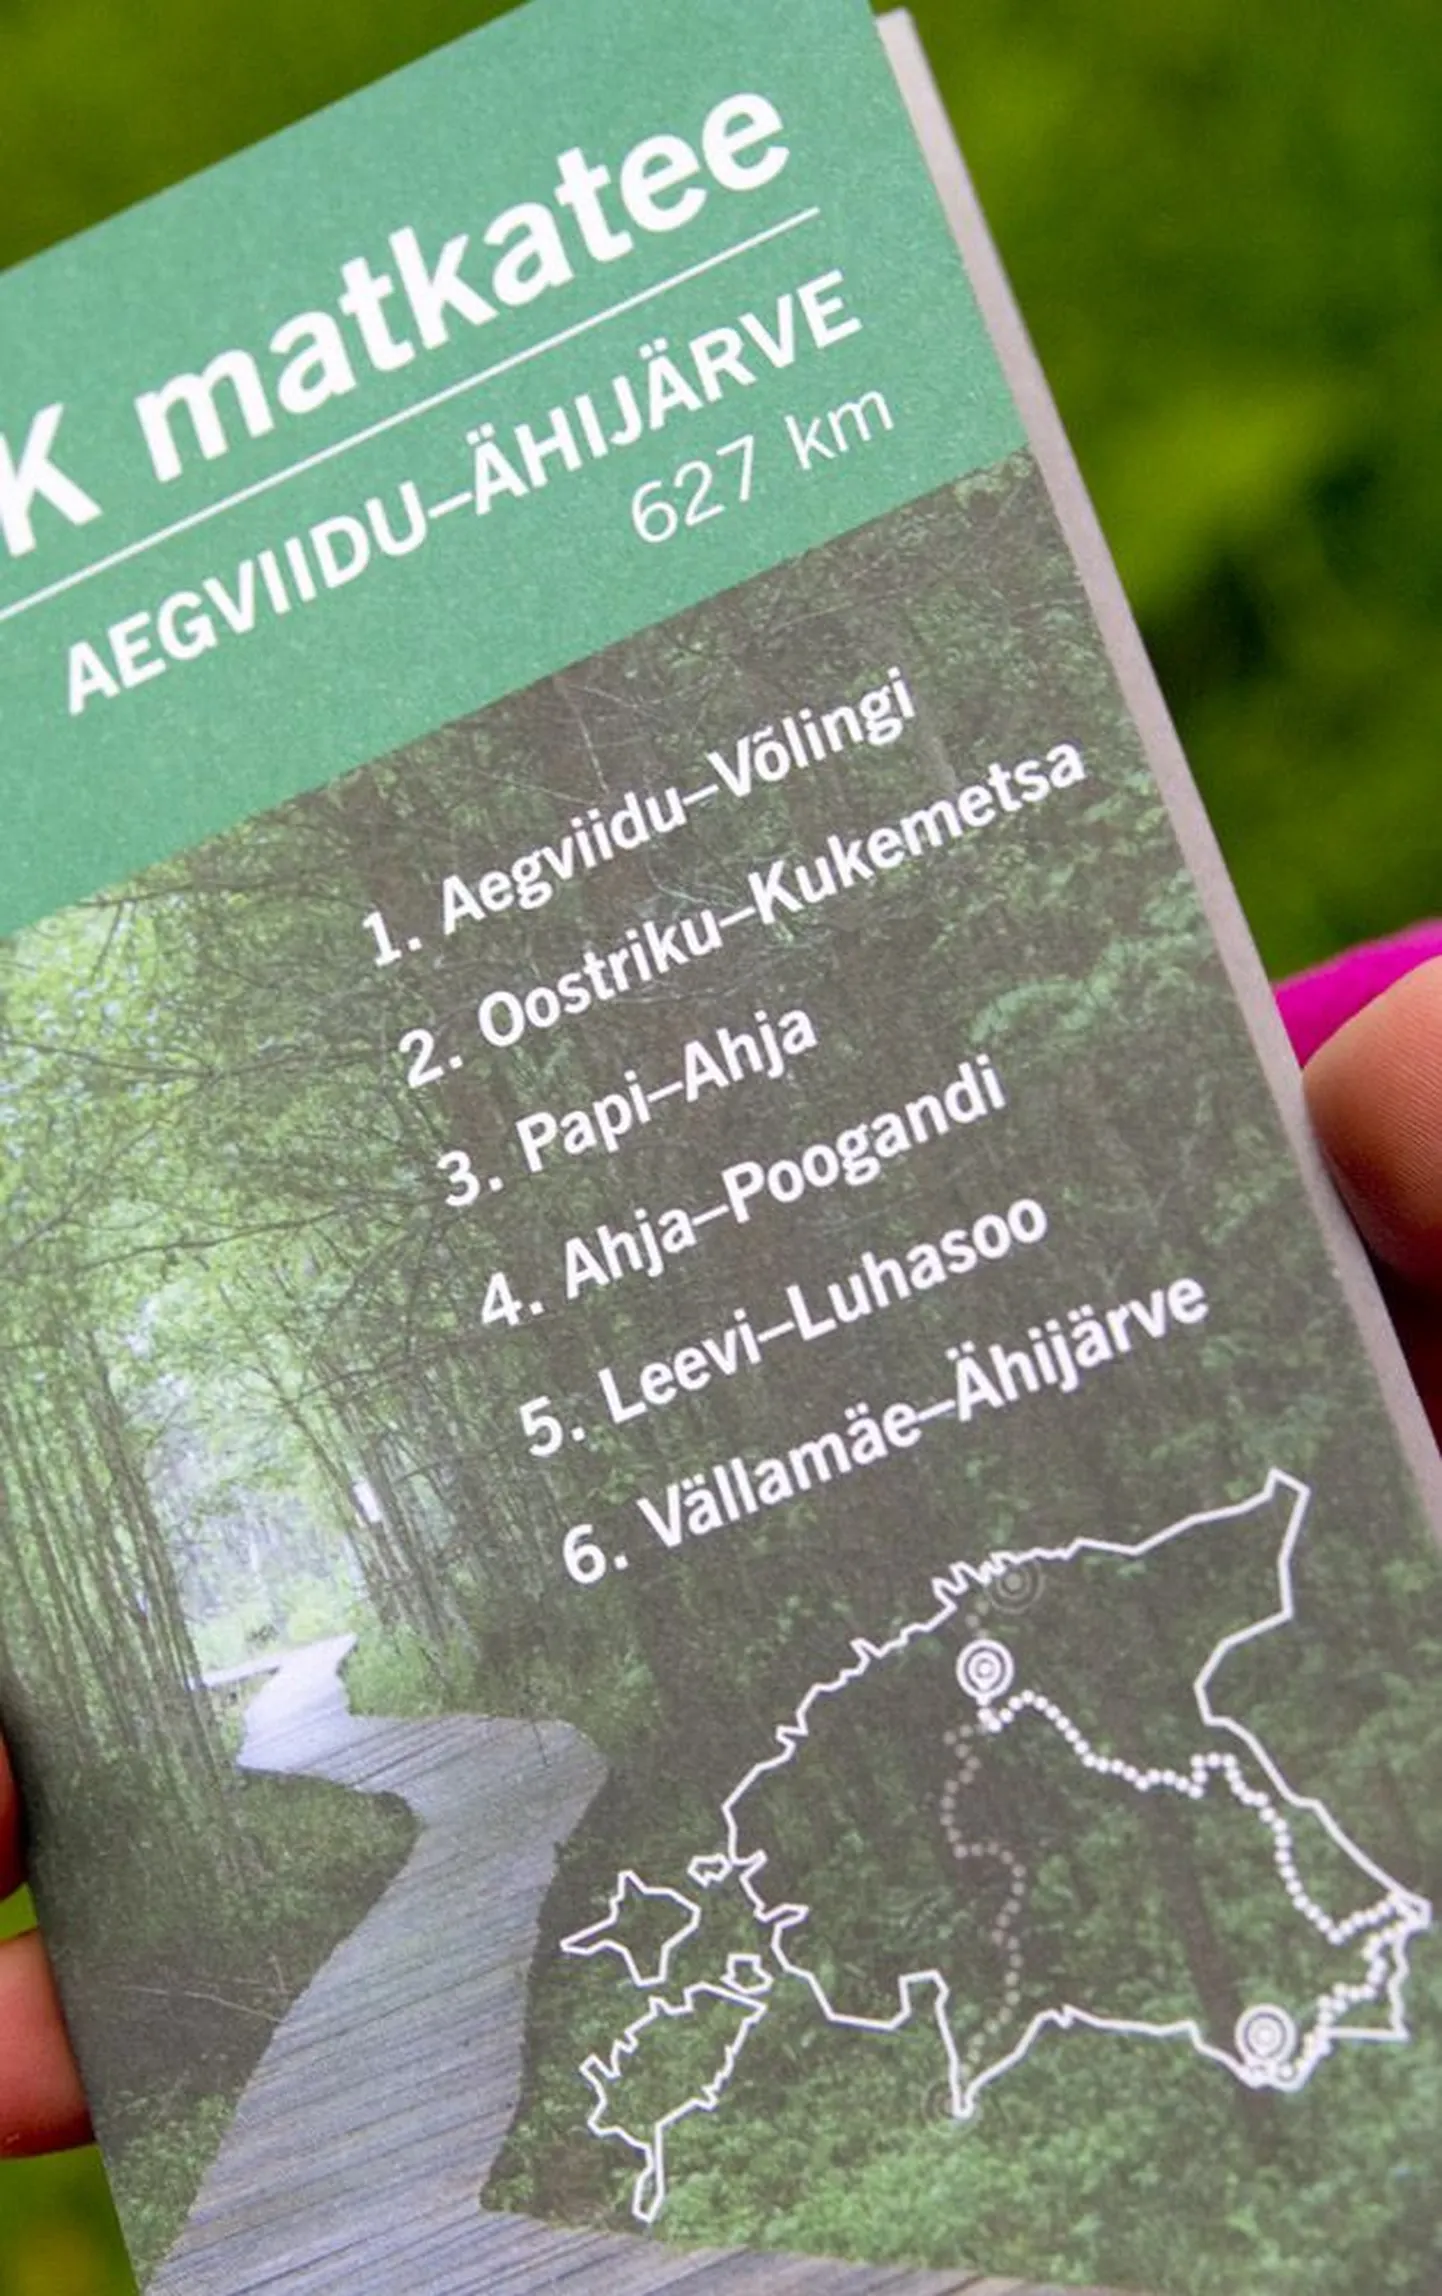 K matkatee
AEGVIIDU–ÄHIJÄRVE
627 km
1. Aegviidu–Võlingi
2. Oostriku–Kukemetsa
3. Papi–Ahja
4. Ahja–Poogandi
5. Leevi–Luhasoo
6. Vällamäe–Ähijärve